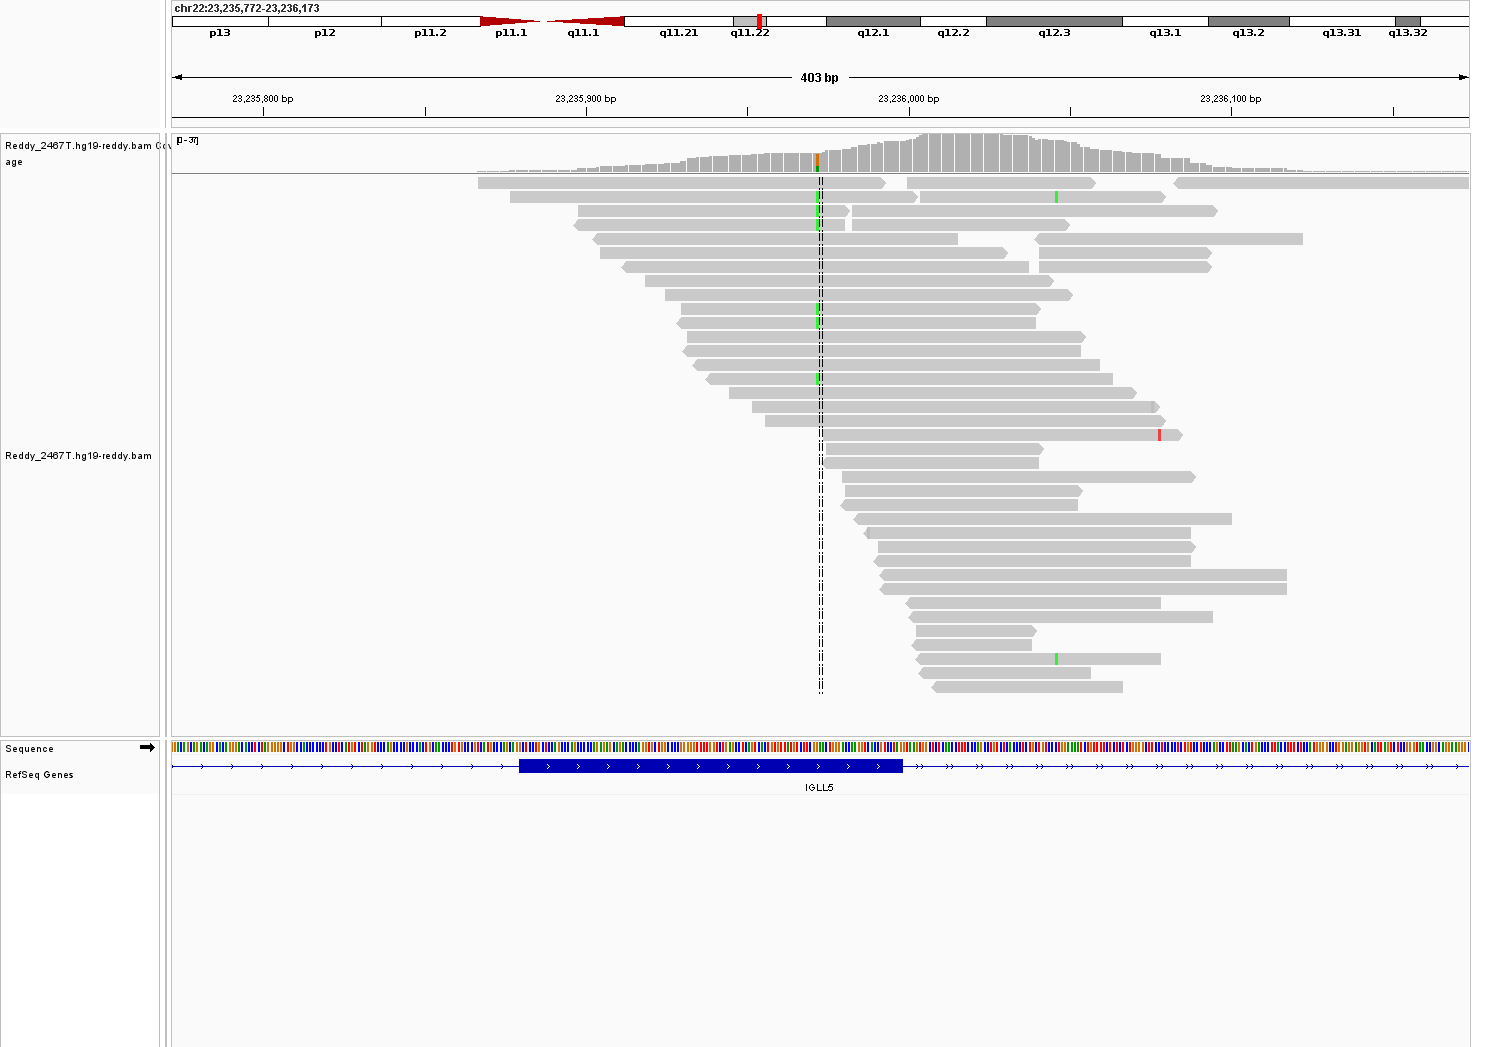 chr22:23,235,772-23,236,173
p13 p12 p11.2 p11.1 q11.1 q11.21 q11.22 q12.1 q12.2 q12.3 q13.1 q13.2 q13.31 q13.32
403 bp
23,235,800 bp 23,235,900 bp 23,236,000 bp 23,236,100 bp
[0 - 37]
Reddy_2467T.hg19-reddy.bam Cov
age
Reddy_2467T.hg19-reddy.bam
Sequence
RefSeq Genes
IGLL5